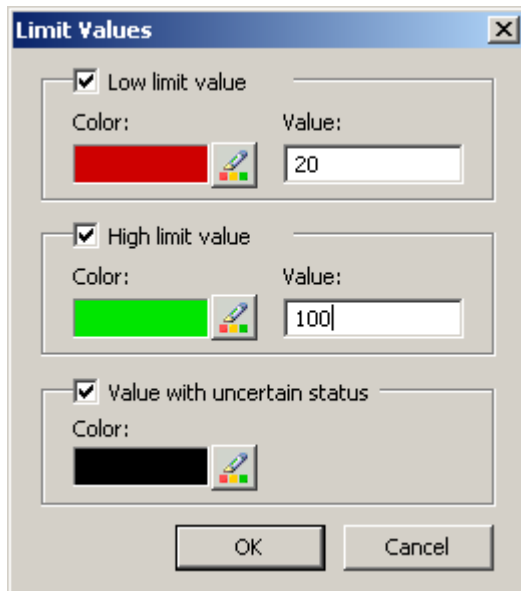 Limit Values
Low limit value
Color: Value:
20
High limit value
Color: Value:
100
Value with uncertain status
Color:
OK Cancel